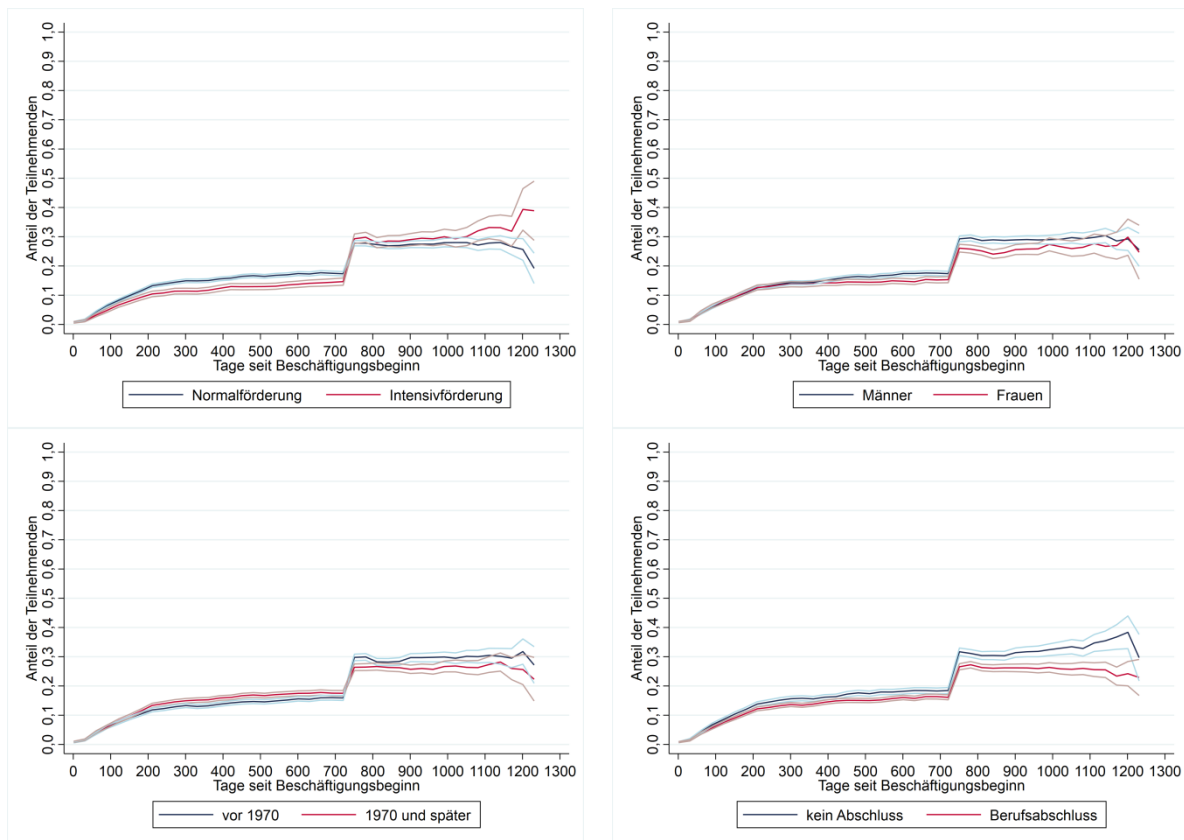 Anteil der Teilnehmenden
1,0
0,9
0,8
0,7
0,6
0,5
0,4
0,3
0,2
0,1
0,0
0 100 200 300 400 500 600 700 800 900 1000 1100 1200 1300
Tage seit Beschäftigungsbeginn
Normalförderung Intensivförderung
Anteil der Teilnehmenden
1,0
0,9
0,8
0,7
0,6
0,5
0,4
0,3
0,2
0,1
0,0
0 100 200 300 400 500 600 700 800 900 1000 1100 1200 1300
Tage seit Beschäftigungsbeginn
Männer Frauen
Anteil der Teilnehmenden
1,0
0,9
0,8
0,7
0,6
0,5
0,4
0,3
0,2
0,1
0,0
0 100 200 300 400 500 600 700 800 900 1000 1100 1200 1300
Tage seit Beschäftigungsbeginn
vor 1970 1970 und später
Anteil der Teilnehmenden
1,0
0,9
0,8
0,7
0,6
0,5
0,4
0,3
0,2
0,1
0,0
0 100 200 300 400 500 600 700 800 900 1000 1100 1200 1300
Tage seit Beschäftigungsbeginn
kein Abschluss Berufsabschluss